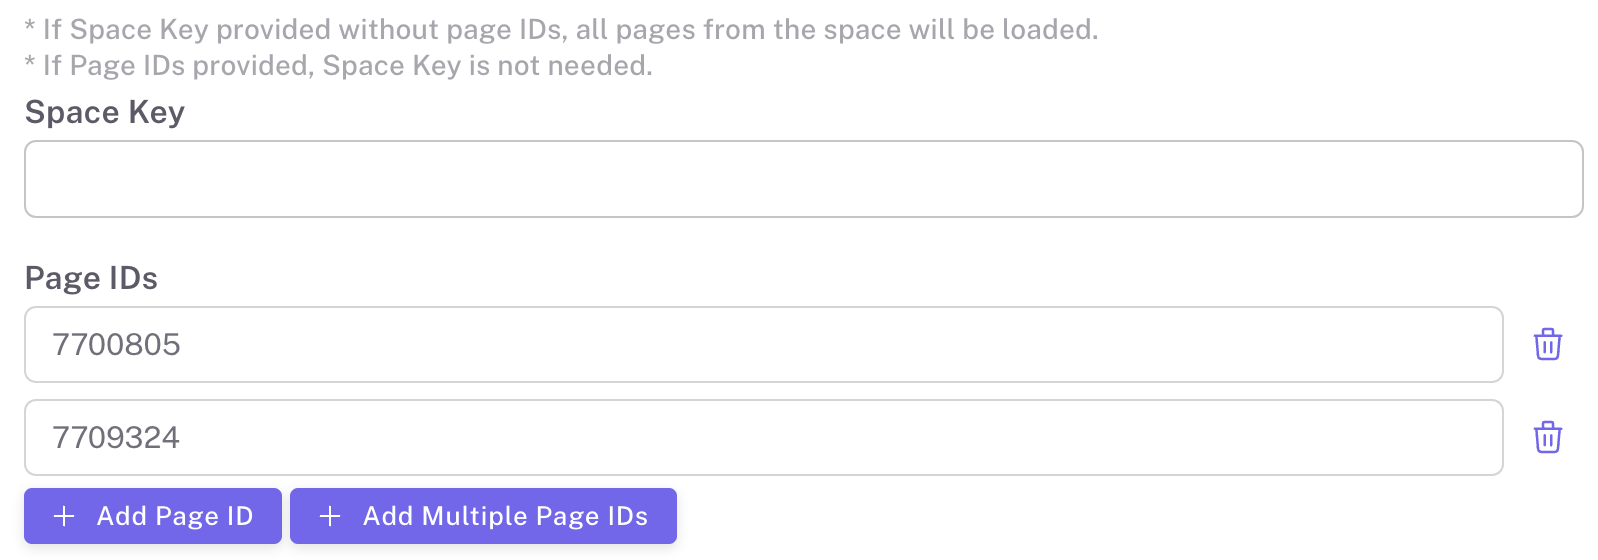 * If Space Key provided without page IDs, all pages from the space will be loaded.
* If Page IDs provided, Space Key is not needed.
Space Key
Page IDs
7700805
7709324
Add Page ID
Add Multiple Page IDs